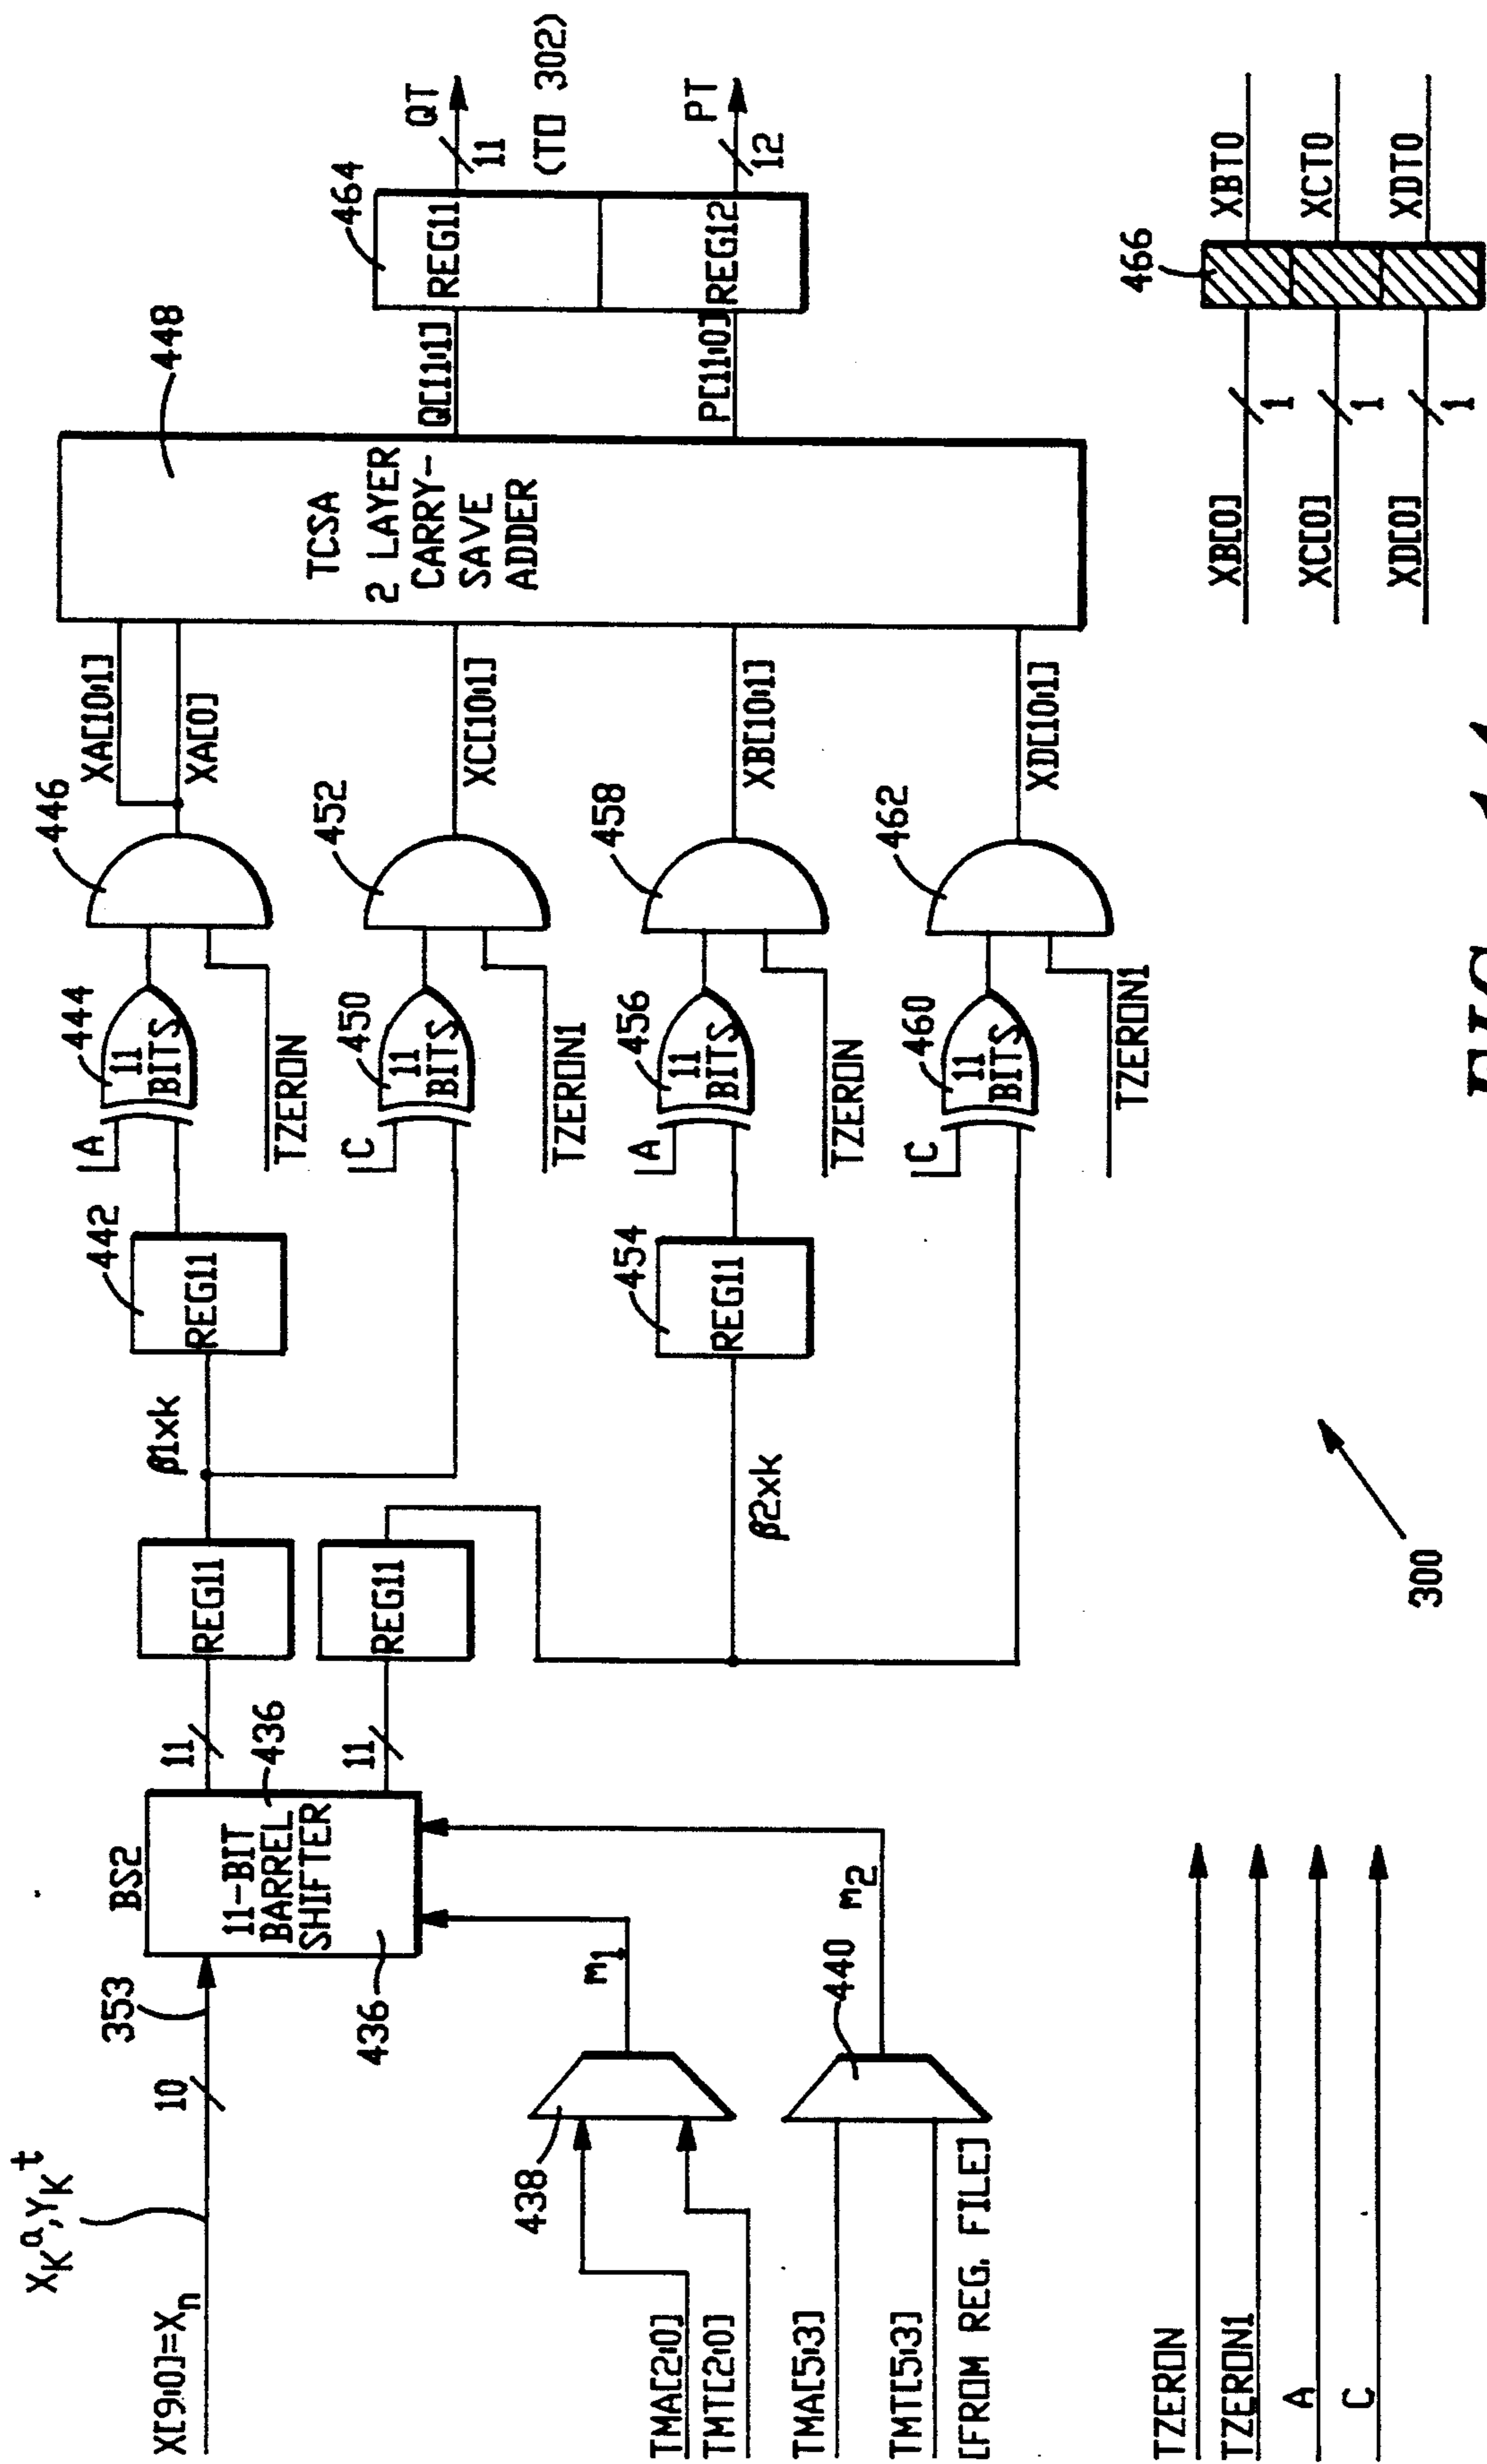 X_K^a,Y_K^t
X[9:0]=X_n
10
353
BS2
11-BIT
BARREL
SHIFTER
436
436
11
11
REG11
REG11
β1xk
β2xk
442
REG11
454
REG11
A
444
11
BITS
TZERON
446
XA[10:1]
XA[0]
C
450
11
BITS
TZERON1
452
XC[10:1]
A
456
11
BITS
TZERON
458
XB[10:1]
C
460
11
BITS
TZERON1
462
XD[10:1]
448
TCSA
2 LAYER
CARRY-
SAVE
ADDER
Q[11:1]
P[11:0]
464
REG11
REG12
QT
11
(TO 302)
PT
12
438
m1
TMA[2:0]
TMT[2:0]
440
m2
TMA[5:3]
TMT[5:3]
[FROM REG. FILE]
TZERON
TZERON1
A
C
300
466
XB[0]
1
XBT0
XC[0]
1
XCT0
XD[0]
1
XDT0